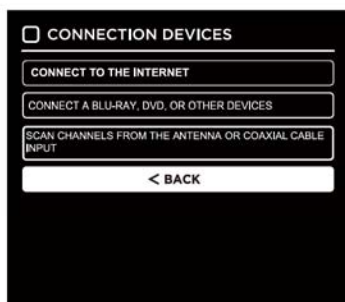 CONNECTION DEVICES
CONNECT TO THE INTERNET
CONNECT A BLU-RAY, DVD, OR OTHER DEVICES
SCAN CHANNELS FROM THE ANTENNA OR COAXIAL CABLE
INPUT
< BACK